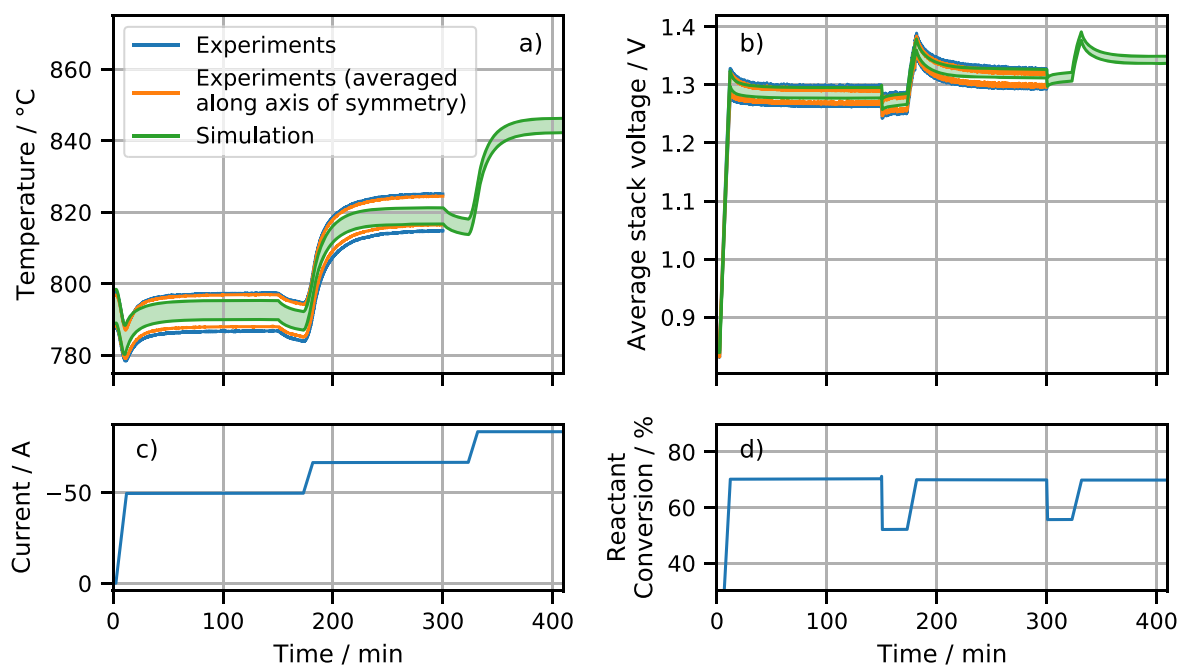 a)
Experiments
Experiments (averaged
along axis of symmetry)
Simulation
Temperature / °C
860
840
820
800
780
b)
Average stack voltage / V
1.4
1.3
1.2
1.1
1.0
0.9
c)
Current / A
−50
0
0
100
200
300
400
Time / min
d)
Reactant
Conversion / %
80
60
40
0
100
200
300
400
Time / min